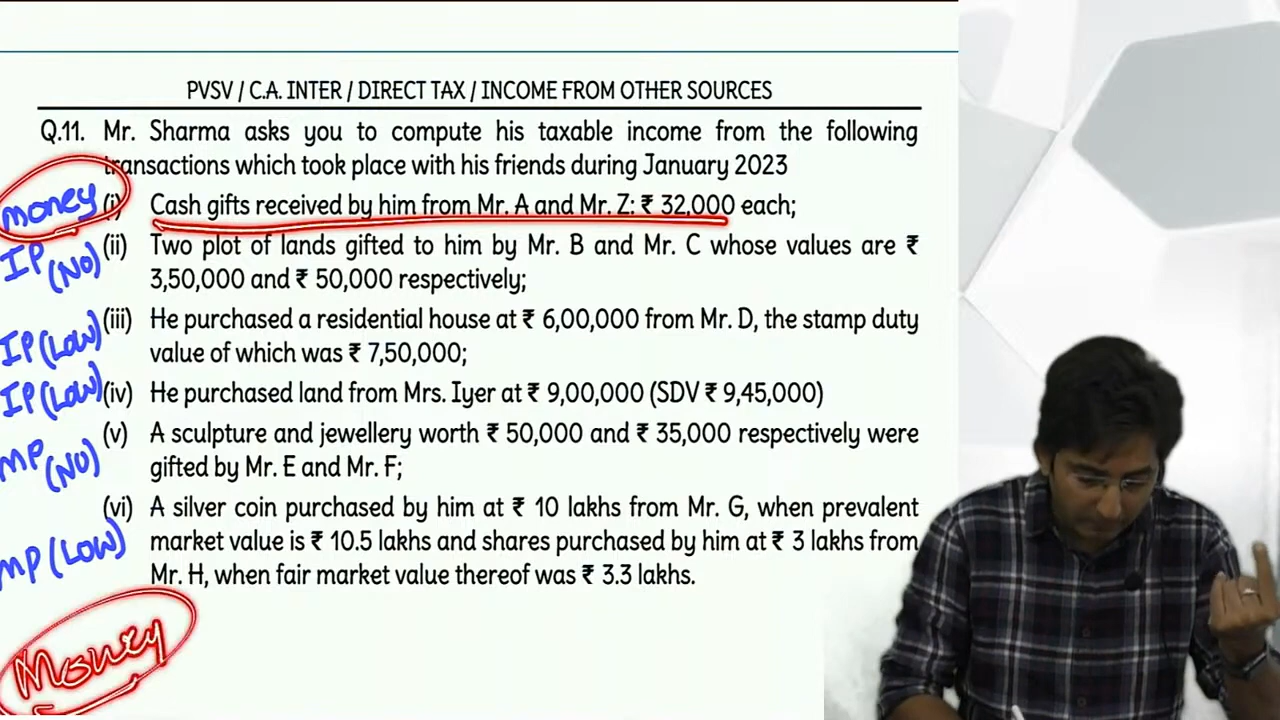 PVSV / C.A. INTER / DIRECT TAX / INCOME FROM OTHER SOURCES
Q.11. Mr. Sharma asks you to compute his taxable income from the following
transactions which took place with his friends during January 2023
money (i) Cash gifts received by him from Mr. A and Mr. Z: ₹ 32,000 each;
IP (NO) (ii) Two plot of lands gifted to him by Mr. B and Mr. C whose values are ₹
3,50,000 and ₹ 50,000 respectively;
IP (LOW) (iii) He purchased a residential house at ₹ 6,00,000 from Mr. D, the stamp duty
value of which was ₹ 7,50,000;
IP (LOW) (iv) He purchased land from Mrs. Iyer at ₹ 9,00,000 (SDV ₹ 9,45,000)
MP (NO) (v) A sculpture and jewellery worth ₹ 50,000 and ₹ 35,000 respectively were
gifted by Mr. E and Mr. F;
MP (LOW) (vi) A silver coin purchased by him at ₹ 10 lakhs from Mr. G, when prevalent
market value is ₹ 10.5 lakhs and shares purchased by him at ₹ 3 lakhs from
Mr. H, when fair market value thereof was ₹ 3.3 lakhs.
Money